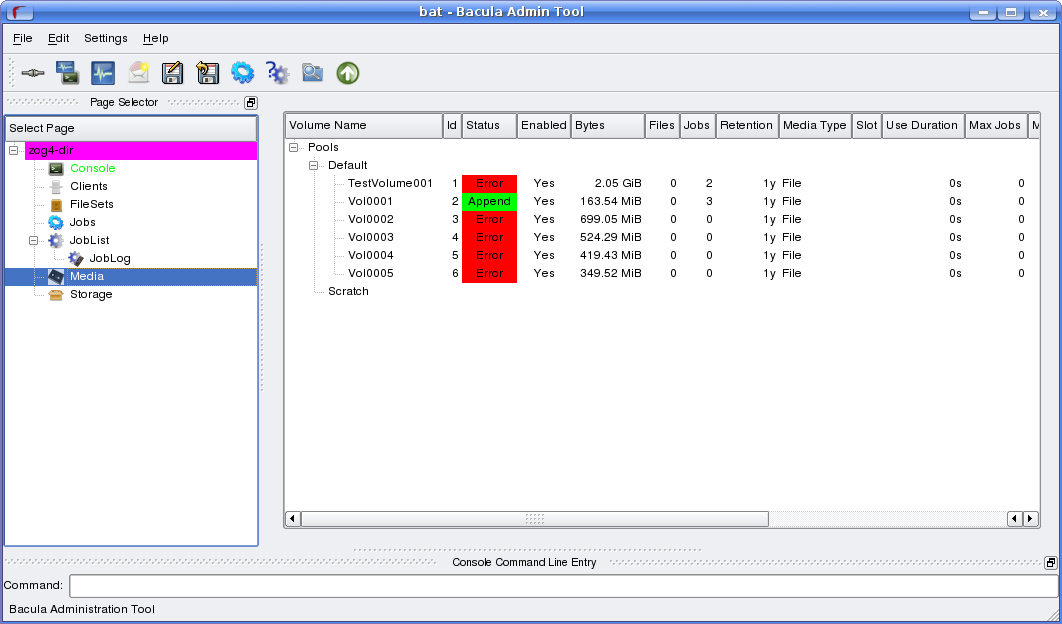 bat - Bacula Admin Tool
File Edit Settings Help
Page Selector
Select Page
zog4-dir
Console
Clients
FileSets
Jobs
JobList
JobLog
Media
Storage
Volume Name Id Status Enabled Bytes Files Jobs Retention Media Type Slot Use Duration Max Jobs M
Pools
Default
TestVolume001 1 Error Yes 2.05 GiB 0 2 1y File 0s 0
Vol0001 2 Append Yes 163.54 MiB 0 3 1y File 0s 0
Vol0002 3 Error Yes 699.05 MiB 0 0 1y File 0s 0
Vol0003 4 Error Yes 524.29 MiB 0 0 1y File 0s 0
Vol0004 5 Error Yes 419.43 MiB 0 0 1y File 0s 0
Vol0005 6 Error Yes 349.52 MiB 0 0 1y File 0s 0
Scratch
Console Command Line Entry
Command:
Bacula Administration Tool